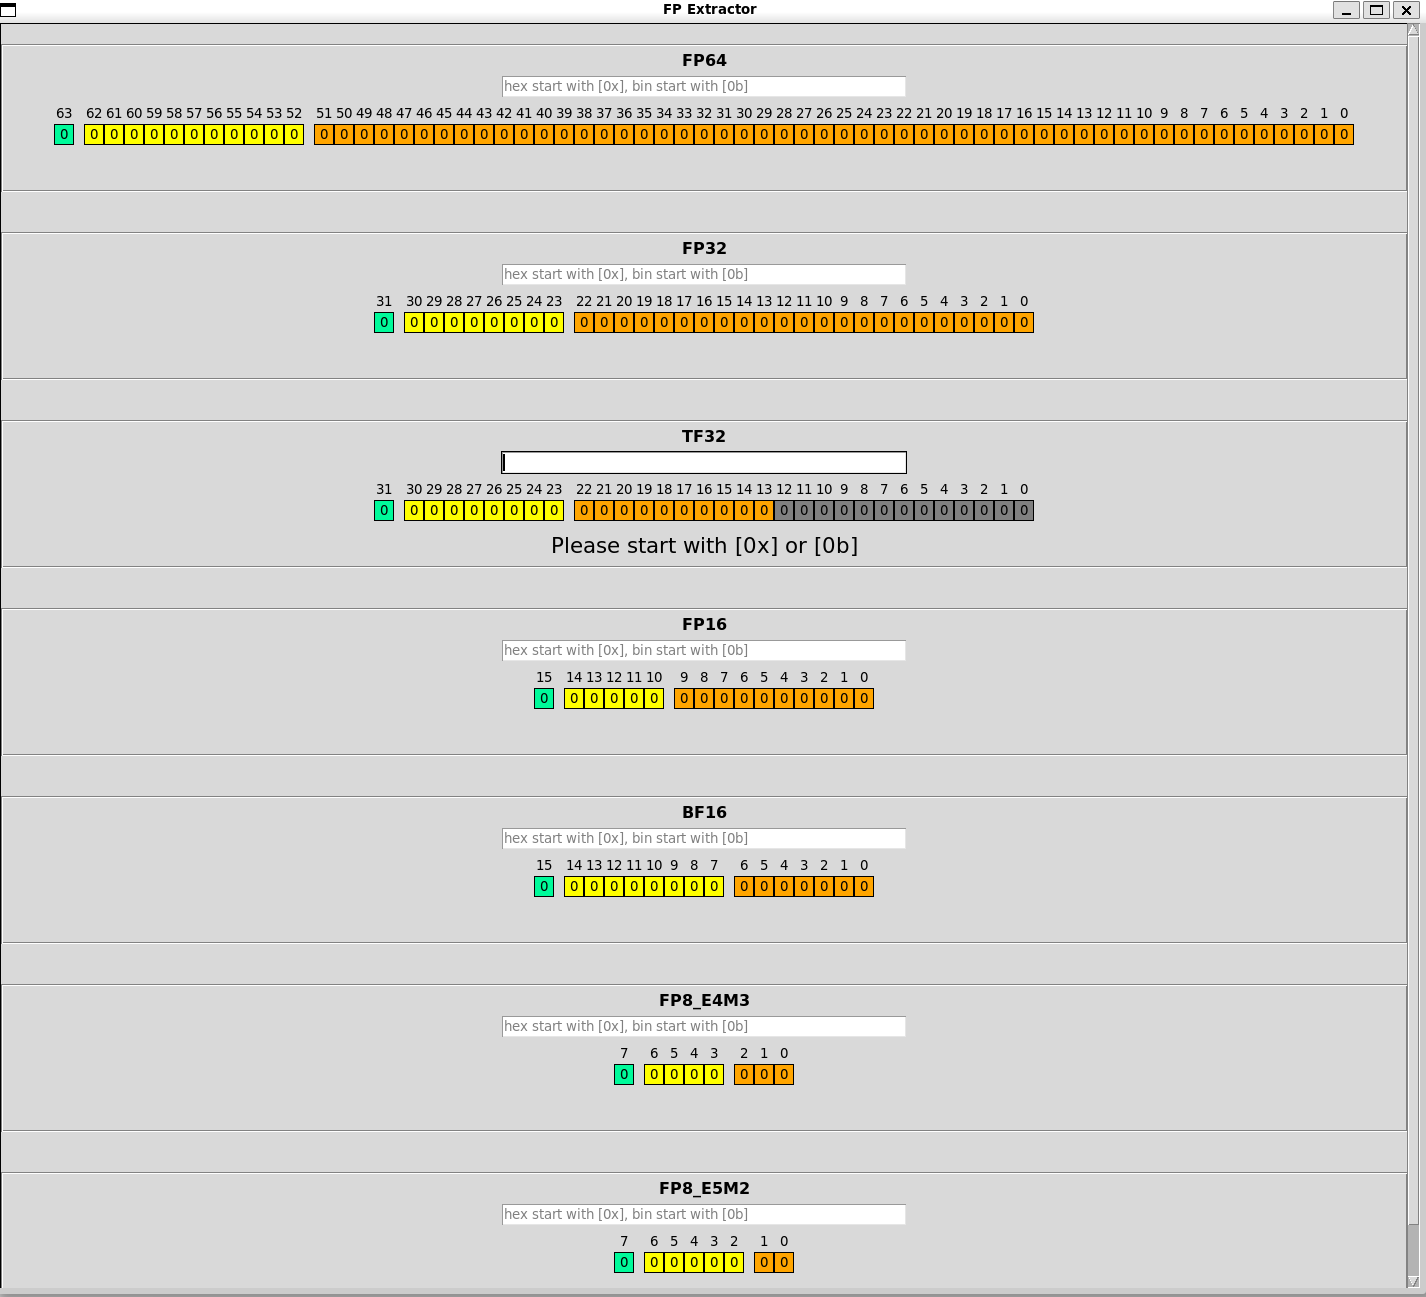 FP Extractor
FP64
hex start with [0x], bin start with [0b]
63 62 61 60 59 58 57 56 55 54 53 52 51 50 49 48 47 46 45 44 43 42 41 40 39 38 37 36 35 34 33 32 31 30 29 28 27 26 25 24 23 22 21 20 19 18 17 16 15 14 13 12 11 10 9 8 7 6 5 4 3 2 1 0
0 0 0 0 0 0 0 0 0 0 0 0 0 0 0 0 0 0 0 0 0 0 0 0 0 0 0 0 0 0 0 0 0 0 0 0 0 0 0 0 0 0 0 0 0 0 0 0 0 0 0 0 0 0 0 0 0 0 0 0 0 0 0 0
FP32
hex start with [0x], bin start with [0b]
31 30 29 28 27 26 25 24 23 22 21 20 19 18 17 16 15 14 13 12 11 10 9 8 7 6 5 4 3 2 1 0
0 0 0 0 0 0 0 0 0 0 0 0 0 0 0 0 0 0 0 0 0 0 0 0 0 0 0 0 0 0 0 0
TF32
31 30 29 28 27 26 25 24 23 22 21 20 19 18 17 16 15 14 13 12 11 10 9 8 7 6 5 4 3 2 1 0
0 0 0 0 0 0 0 0 0 0 0 0 0 0 0 0 0 0 0 0 0 0 0 0 0 0 0 0 0 0 0 0
Please start with [0x] or [0b]
FP16
hex start with [0x], bin start with [0b]
15 14 13 12 11 10 9 8 7 6 5 4 3 2 1 0
0 0 0 0 0 0 0 0 0 0 0 0 0 0 0 0
BF16
hex start with [0x], bin start with [0b]
15 14 13 12 11 10 9 8 7 6 5 4 3 2 1 0
0 0 0 0 0 0 0 0 0 0 0 0 0 0 0 0
FP8_E4M3
hex start with [0x], bin start with [0b]
7 6 5 4 3 2 1 0
0 0 0 0 0 0 0 0
FP8_E5M2
hex start with [0x], bin start with [0b]
7 6 5 4 3 2 1 0
0 0 0 0 0 0 0 0